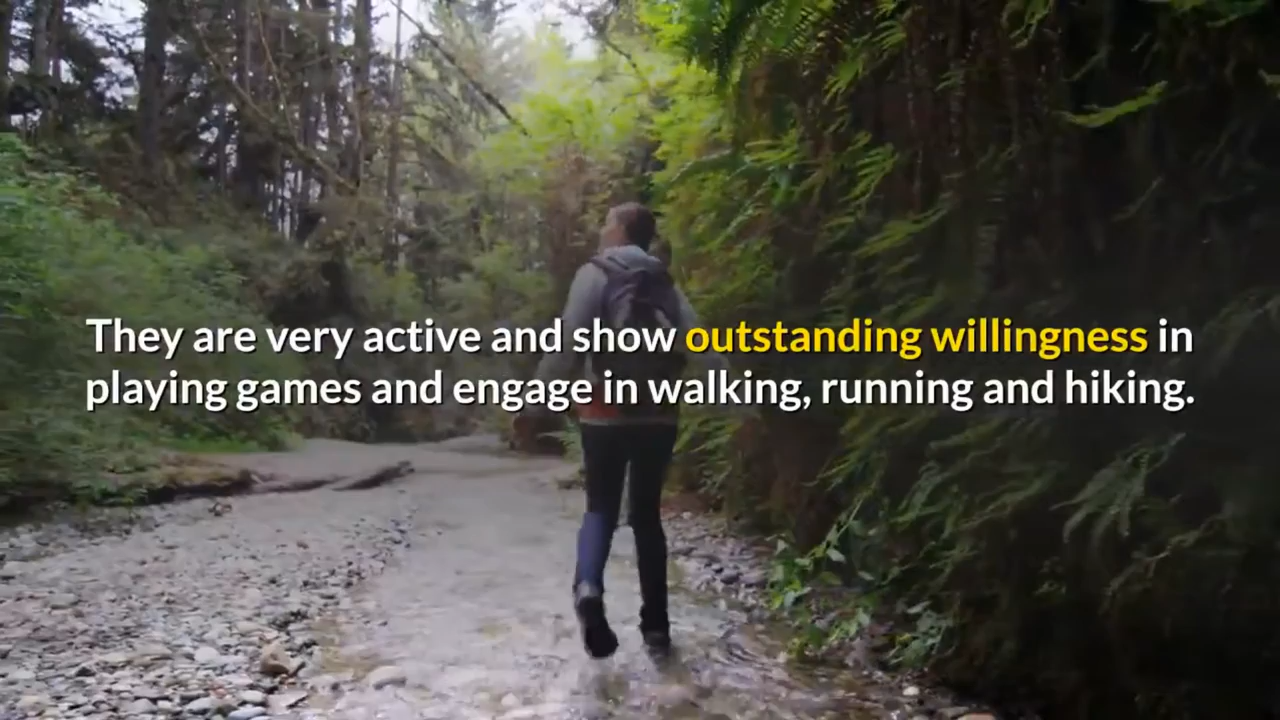 They are very active and show outstanding willingness in
playing games and engage in walking, running and hiking.